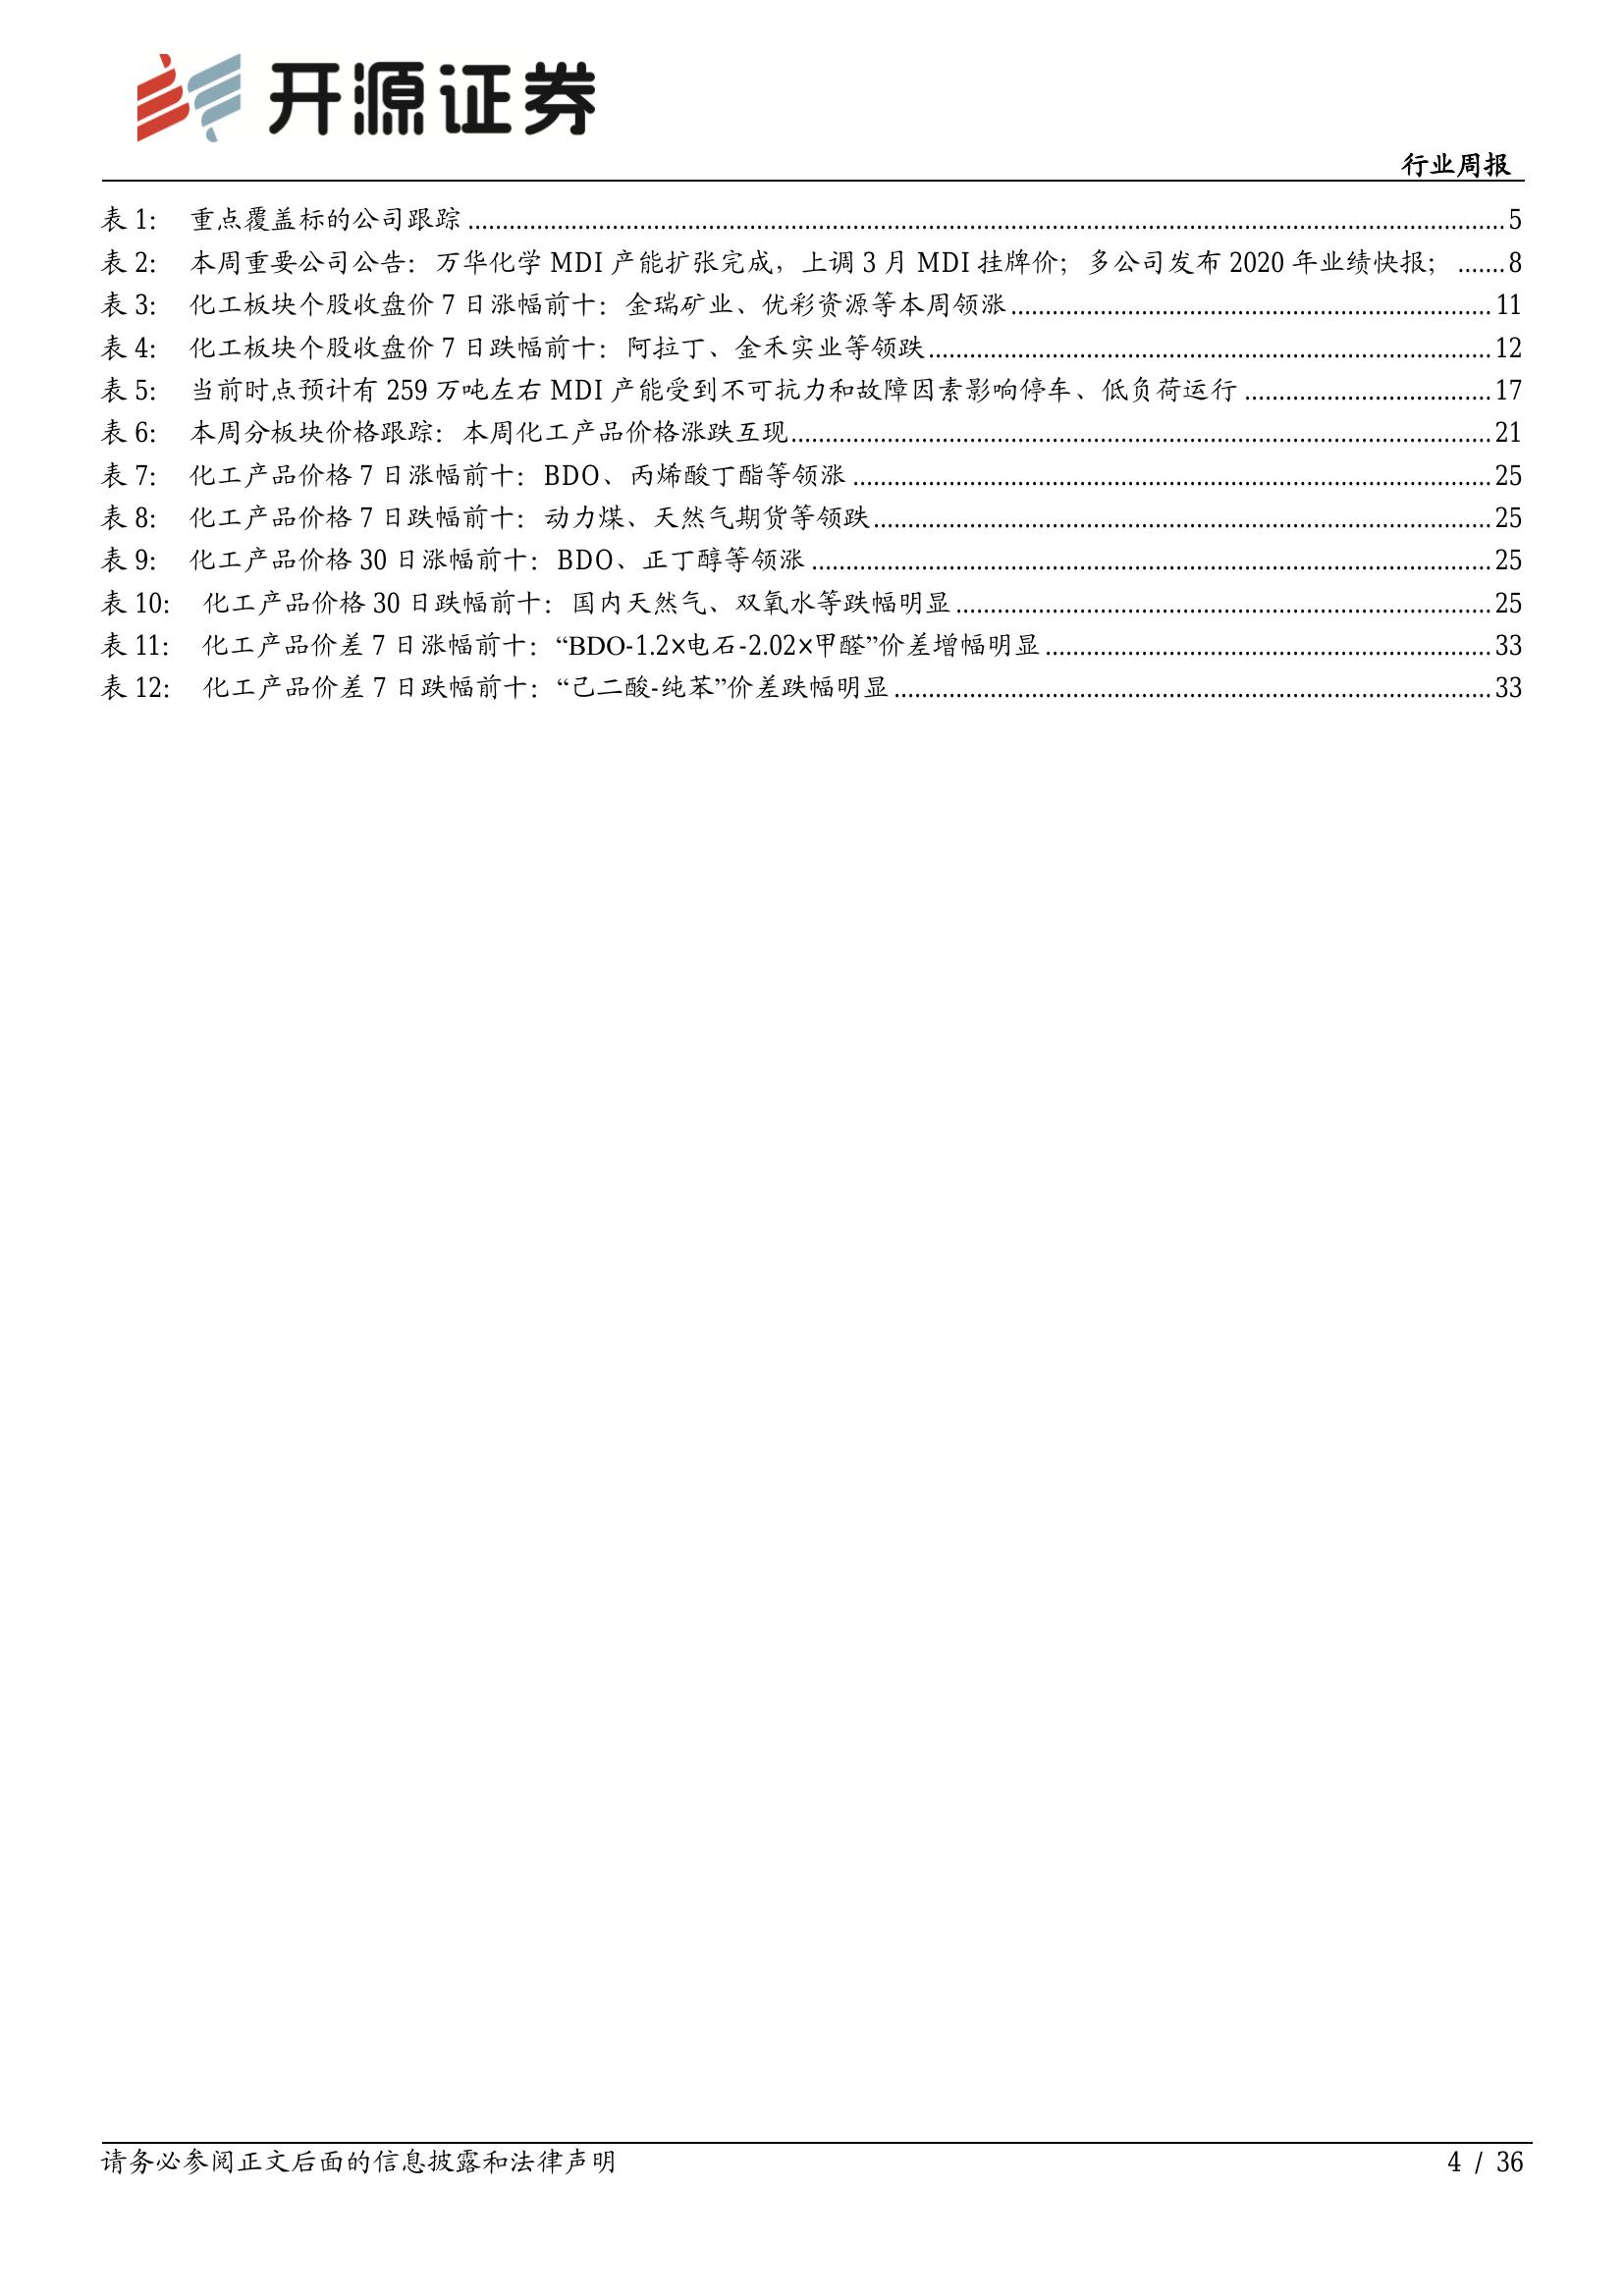 开源证券
行业周报
表 1： 重点覆盖标的公司跟踪 ........ 5
表 2： 本周重要公司公告：万华化学 MDI 产能扩张完成，上调 3 月 MDI 挂牌价；多公司发布 2020 年业绩快报； ....... 8
表 3： 化工板块个股收盘价 7 日涨幅前十：金瑞矿业、优彩资源等本周领涨 ........ 11
表 4： 化工板块个股收盘价 7 日跌幅前十：阿拉丁、金禾实业等领跌 ........ 12
表 5： 当前时点预计有 259 万吨左右 MDI 产能受到不可抗力和故障因素影响停车、低负荷运行 ........ 17
表 6： 本周分板块价格跟踪：本周化工产品价格涨跌互现 ........ 21
表 7： 化工产品价格 7 日涨幅前十：BDO、丙烯酸丁酯等领涨 ........ 25
表 8： 化工产品价格 7 日跌幅前十：动力煤、天然气期货等领跌 ........ 25
表 9： 化工产品价格 30 日涨幅前十：BDO、正丁醇等领涨 ........ 25
表 10： 化工产品价格 30 日跌幅前十：国内天然气、双氧水等跌幅明显 ........ 25
表 11： 化工产品价差 7 日涨幅前十：“BDO-1.2×电石-2.02×甲醛”价差增幅明显 ........ 33
表 12： 化工产品价差 7 日跌幅前十：“己二酸-纯苯”价差跌幅明显 ........ 33
请务必参阅正文后面的信息披露和法律声明
4 / 36